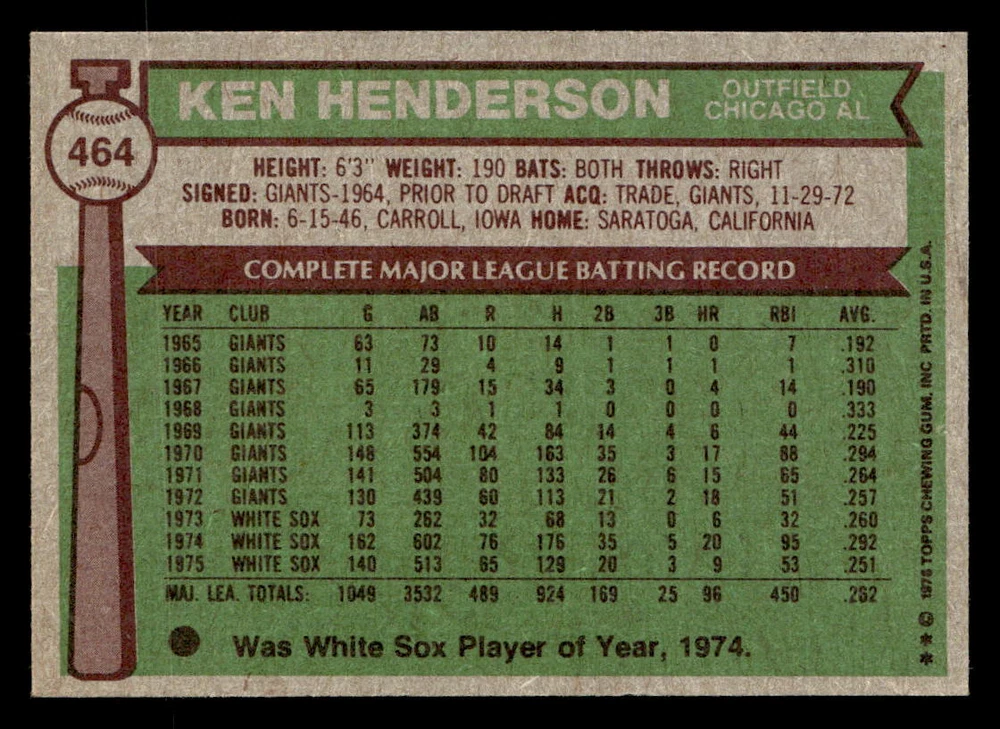 KEN HENDERSON
OUTFIELD
CHICAGO AL
464
HEIGHT: 6'3" WEIGHT: 190 BATS: BOTH THROWS: RIGHT
SIGNED: GIANTS-1964, PRIOR TO DRAFT ACQ: TRADE, GIANTS, 11-29-72
BORN: 6-15-46, CARROLL, IOWA HOME: SARATOGA, CALIFORNIA
COMPLETE MAJOR LEAGUE BATTING RECORD
YEAR CLUB G AB R H 2B 3B HR RBI AVG.
1965 GIANTS 63 73 10 14 1 1 0 7 .192
1966 GIANTS 11 29 4 9 1 1 1 1 .310
1967 GIANTS 65 179 15 34 3 0 4 14 .190
1968 GIANTS 3 3 1 1 0 0 0 0 .333
1969 GIANTS 113 374 42 84 14 4 6 44 .225
1970 GIANTS 148 554 104 163 35 3 17 88 .294
1971 GIANTS 141 504 80 133 26 6 15 65 .264
1972 GIANTS 130 439 60 113 21 2 18 51 .257
1973 WHITE SOX 73 262 32 68 13 0 6 32 .260
1974 WHITE SOX 162 602 76 176 35 5 20 95 .292
1975 WHITE SOX 140 513 65 129 20 3 9 53 .251
MAJ. LEA. TOTALS: 1049 3532 489 924 169 25 96 450 .262
Was White Sox Player of Year, 1974.
** © 1976 TOPPS CHEWING GUM, INC PRTD. IN U.S.A.